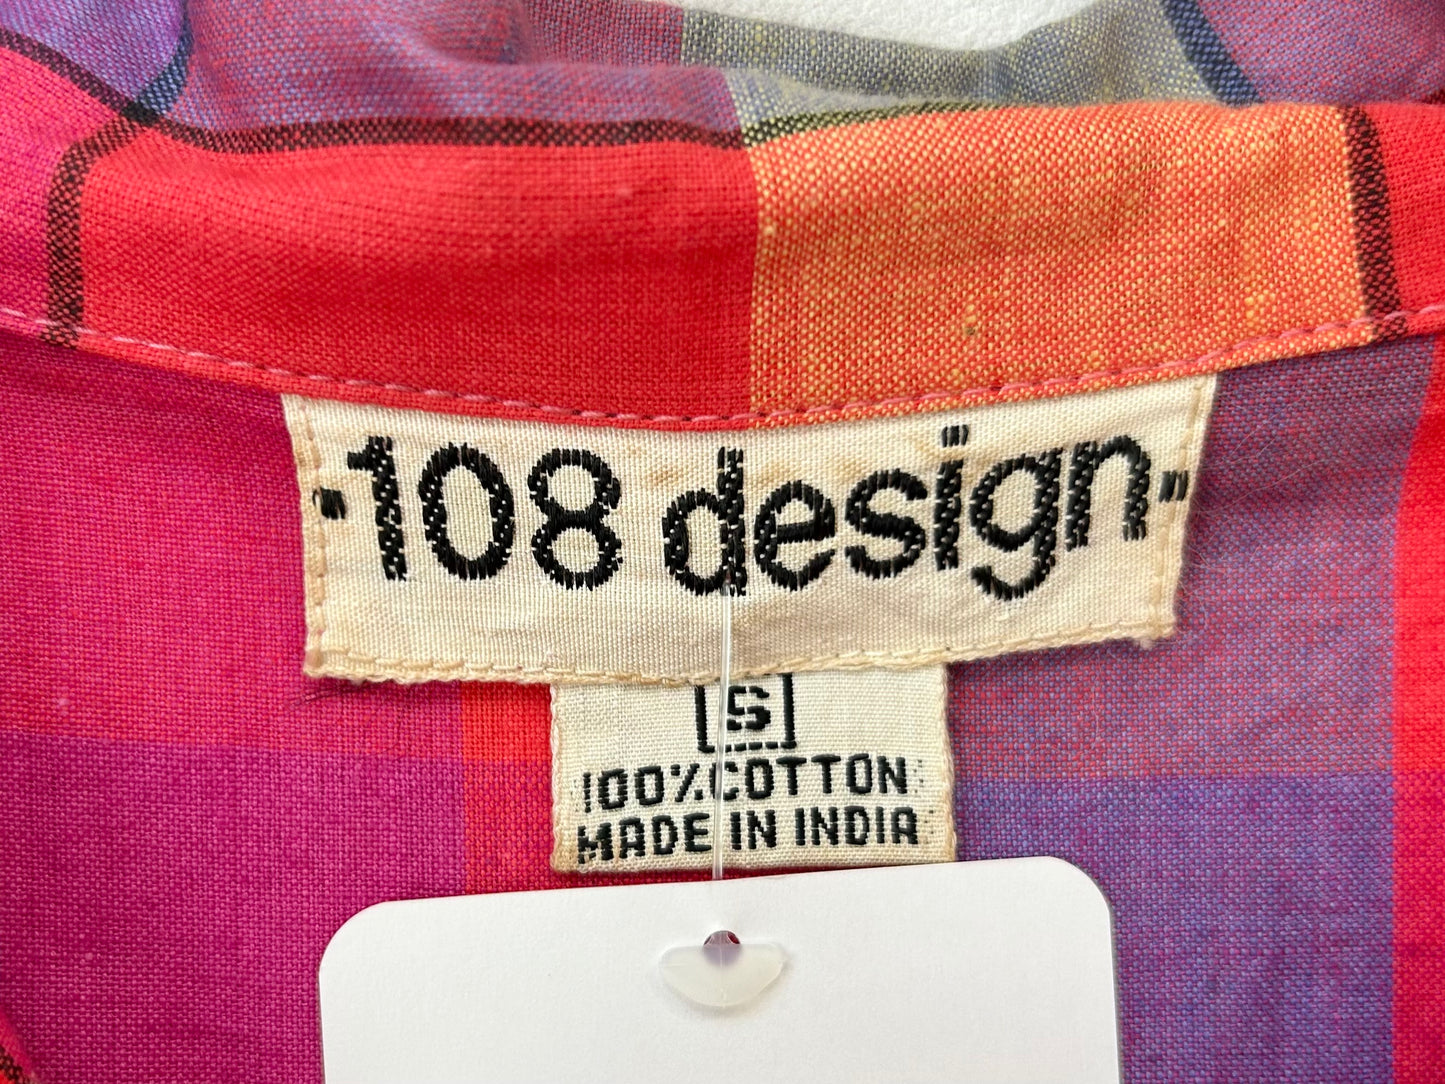 ·108 design·
[S]
100% COTTON
MADE IN INDIA